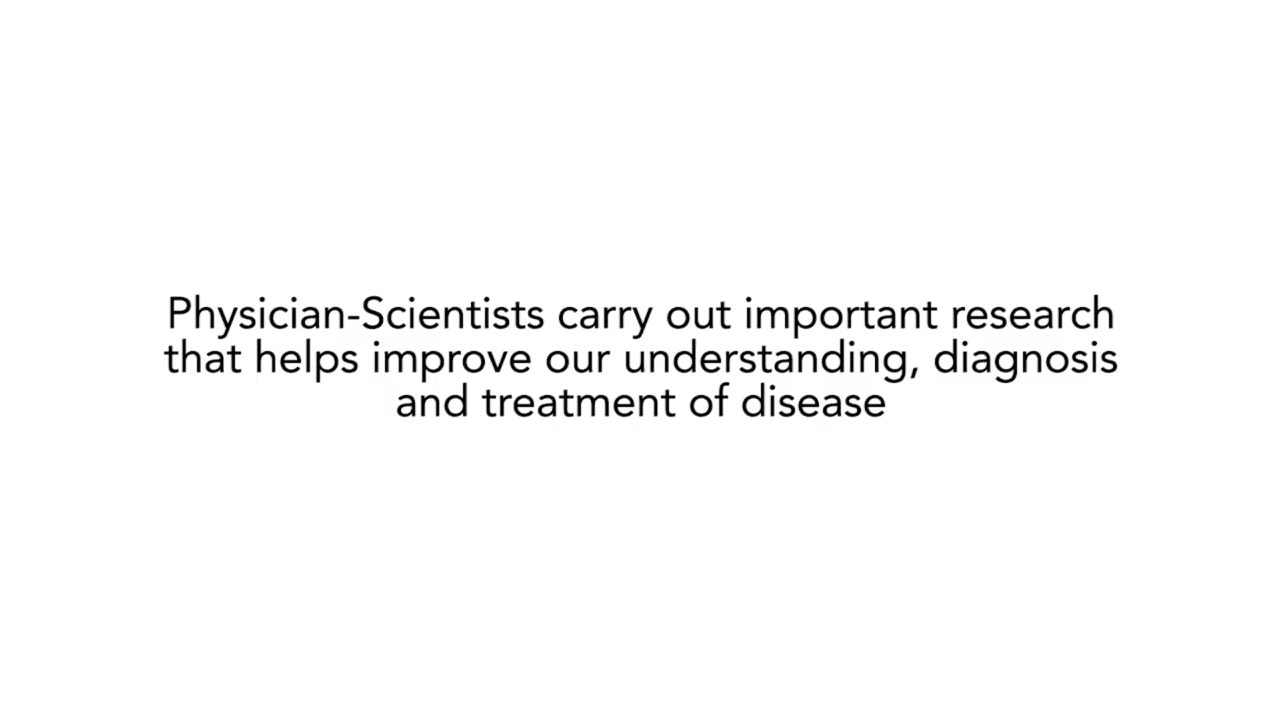 Physician-Scientists carry out important research
that helps improve our understanding, diagnosis
and treatment of disease